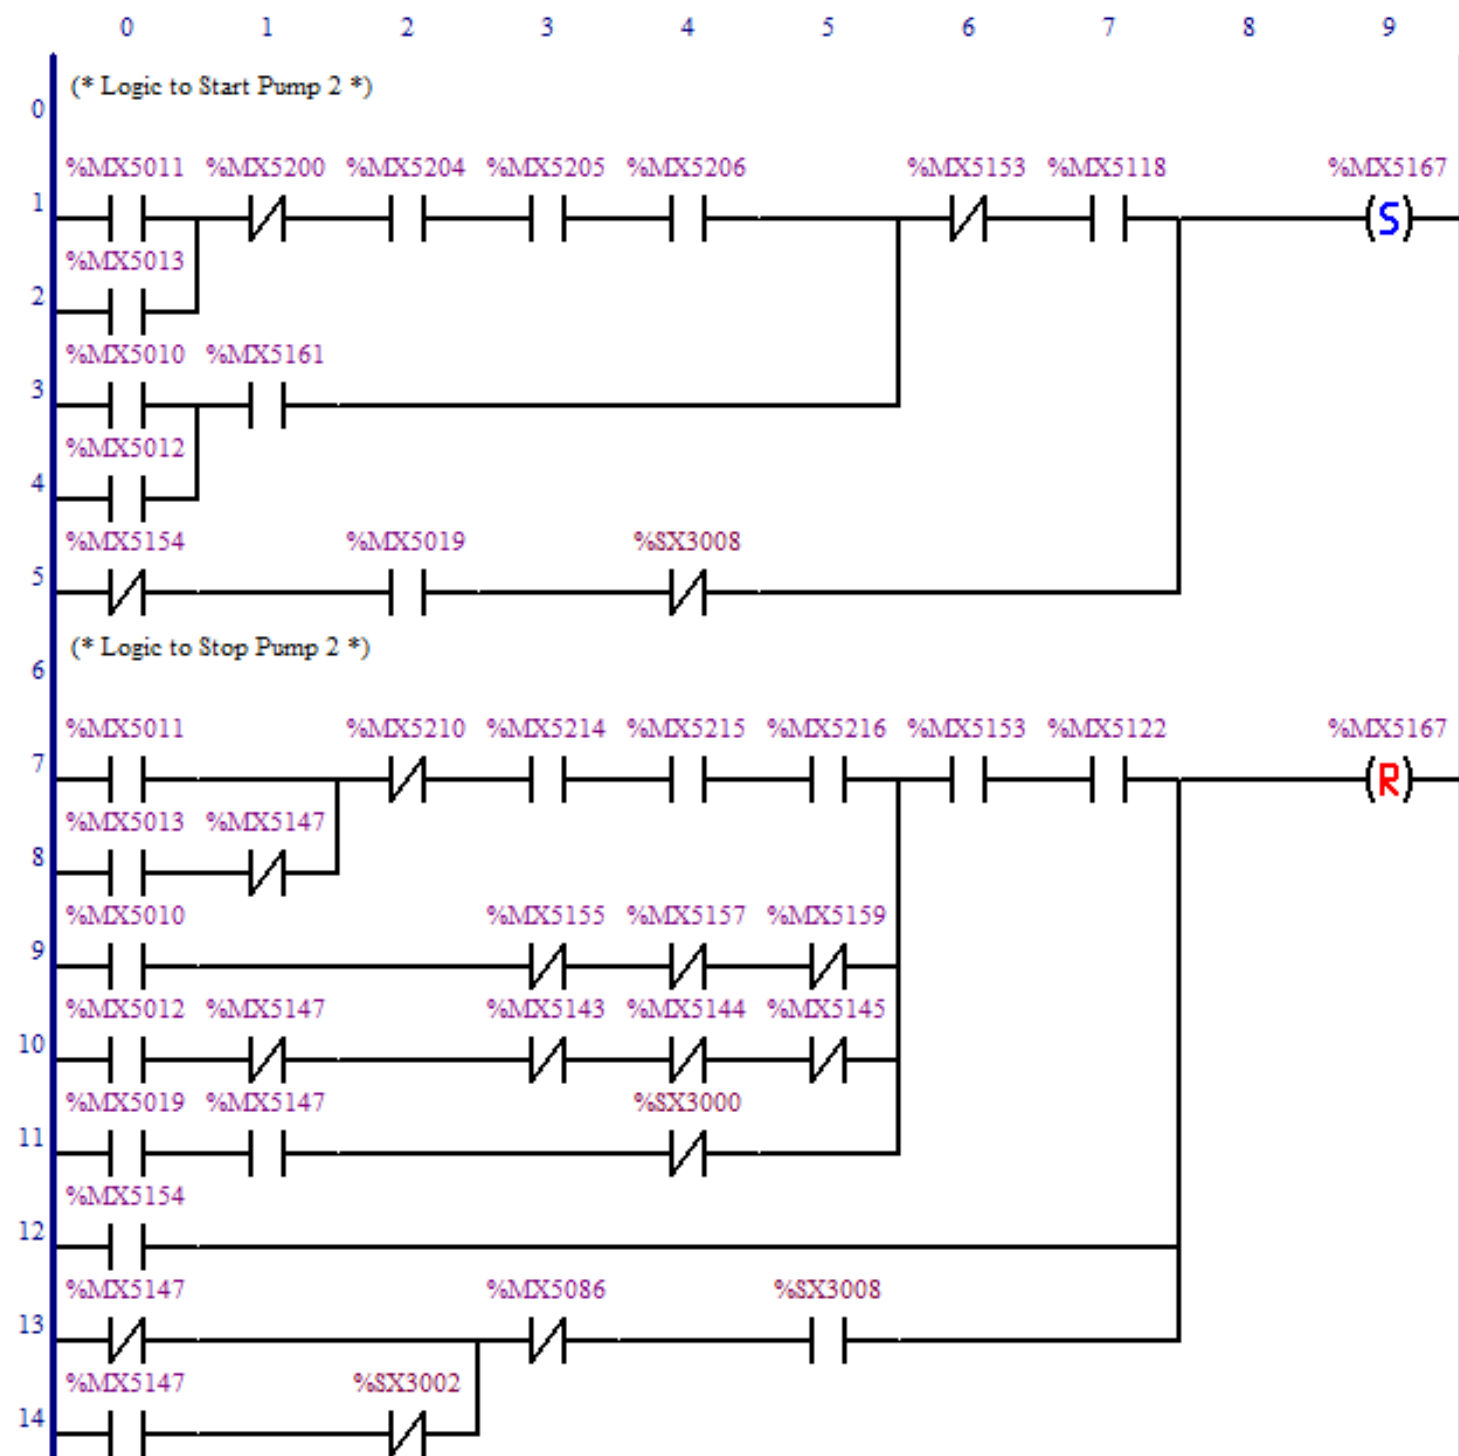 0 1 2 3 4 5 6 7 8 9
(* Logic to Start Pump 2 *)
0
%MX5011 %MX5200 %MX5204 %MX5205 %MX5206 %MX5153 %MX5118 %MX5167
1 (S)
%MX5013
2
%MX5010 %MX5161
3
%MX5012
4
%MX5154 %MX5019 %SX3008
5
(* Logic to Stop Pump 2 *)
6
%MX5011 %MX5210 %MX5214 %MX5215 %MX5216 %MX5153 %MX5122 %MX5167
7 (R)
%MX5013 %MX5147
8
%MX5010 %MX5155 %MX5157 %MX5159
9
%MX5012 %MX5147 %MX5143 %MX5144 %MX5145
10
%MX5019 %MX5147 %SX3000
11
%MX5154
12
%MX5147 %MX5086 %SX3008
13
%MX5147 %SX3002
14